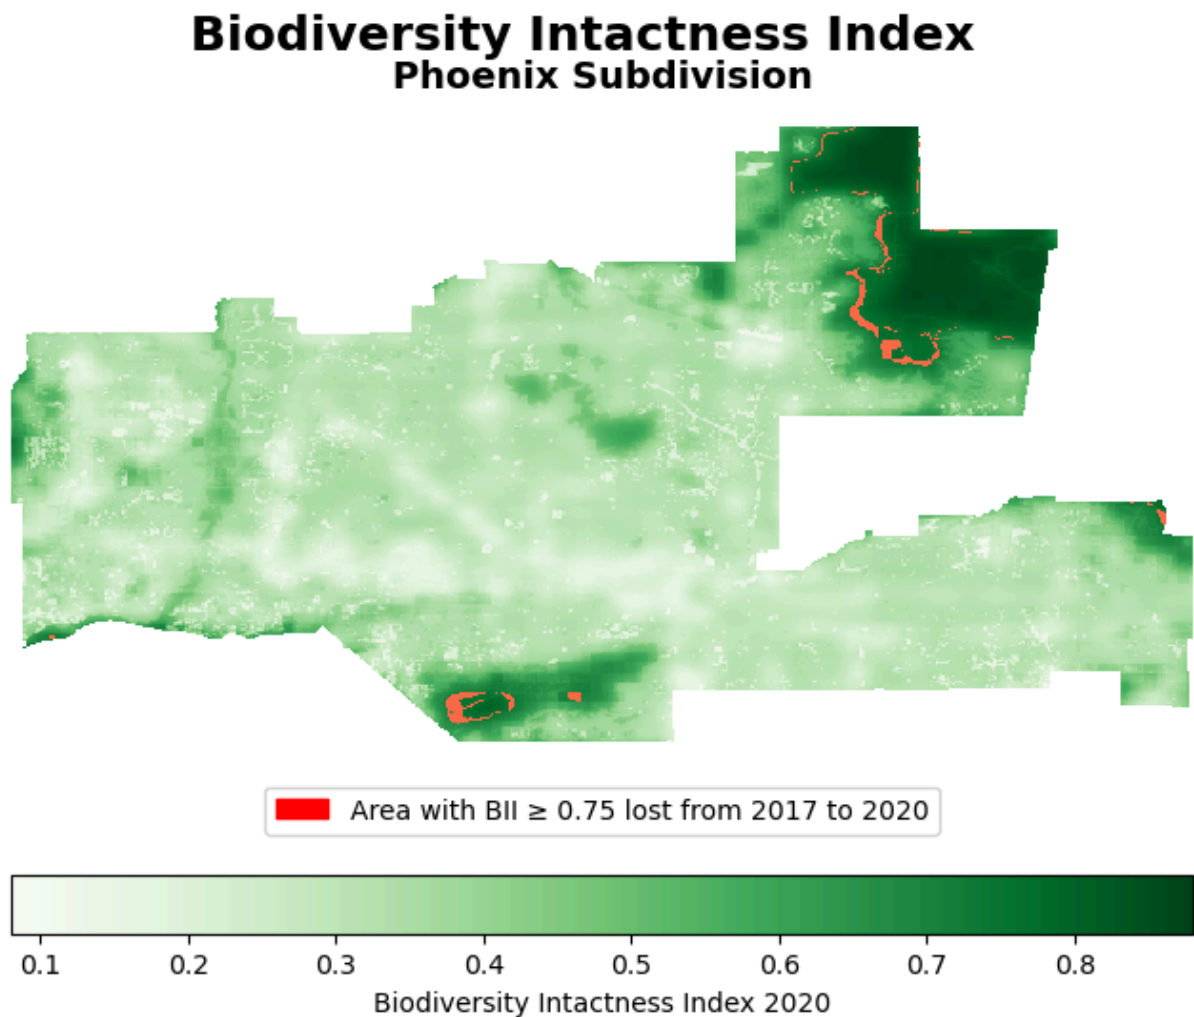 Biodiversity Intactness Index
Phoenix Subdivision
Area with BII ≥ 0.75 lost from 2017 to 2020
0.1 0.2 0.3 0.4 0.5 0.6 0.7 0.8
Biodiversity Intactness Index 2020